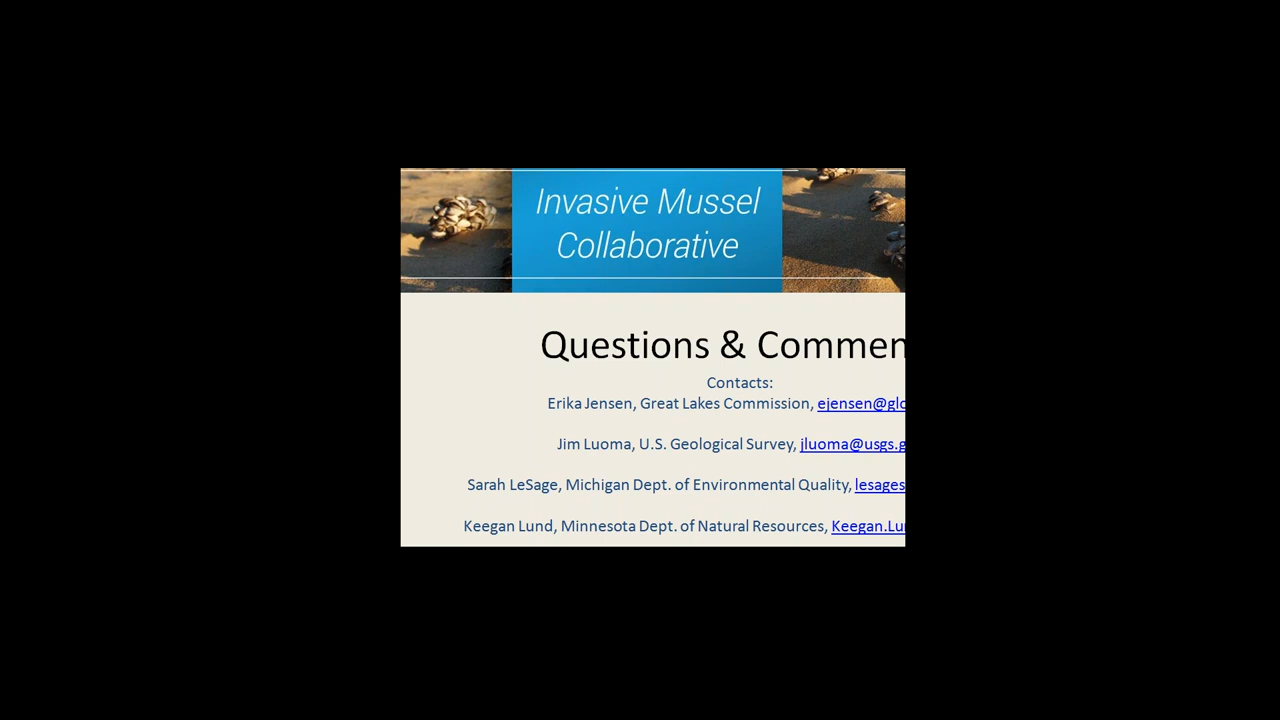 Invasive Mussel
Collaborative
Questions & Commen
Contacts:
Erika Jensen, Great Lakes Commission, ejensen@glc
Jim Luoma, U.S. Geological Survey, jluoma@usgs.g
Sarah LeSage, Michigan Dept. of Environmental Quality, lesages
Keegan Lund, Minnesota Dept. of Natural Resources, Keegan.Lu